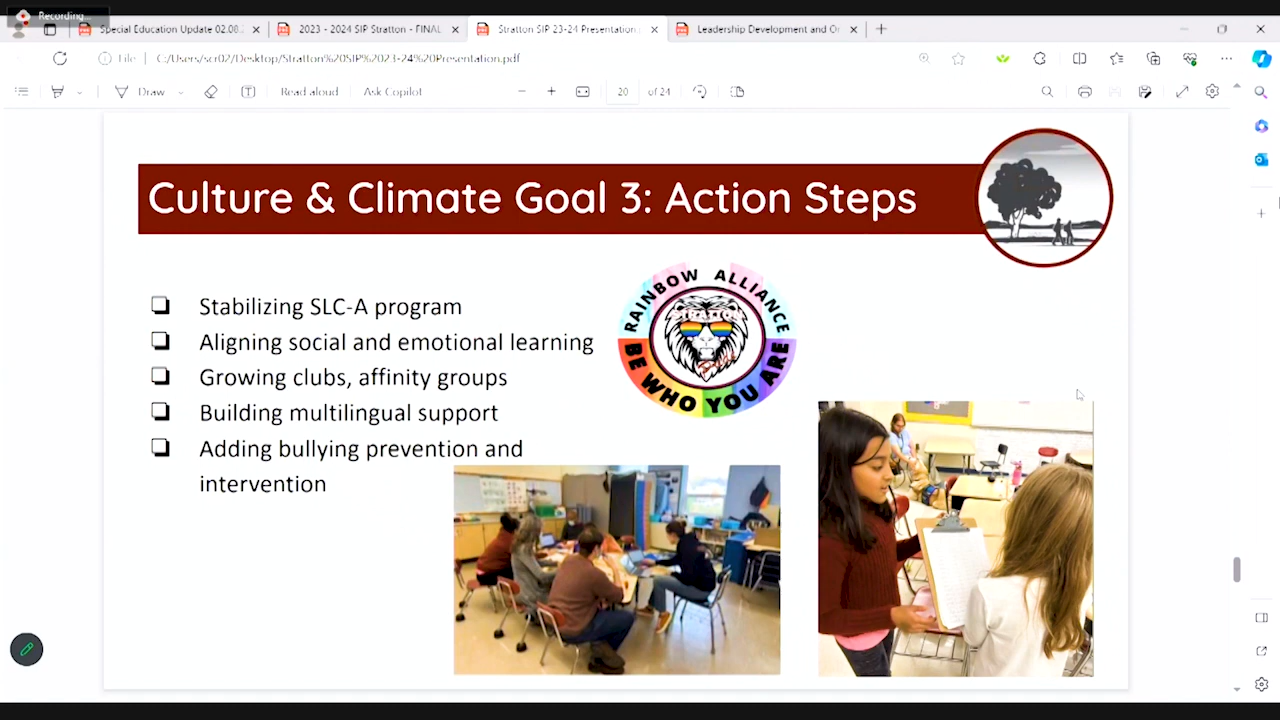 Recording...
Special Education Update 02.08.
2023 - 2024 SIP Stratton - FINAL
Stratton SIP 23-24 Presentation.
Leadership Development and Or
File
C:/Users/scr02/Desktop/Stratton%20SIP%2023-24%20Presentation.pdf
Draw
Read aloud
Ask Copilot
20
of 24
Culture & Climate Goal 3: Action Steps
Stabilizing SLC-A program
Aligning social and emotional learning
Growing clubs, affinity groups
Building multilingual support
Adding bullying prevention and
intervention
RAINBOW ALLIANCE
STRATTON
BE WHO YOU ARE